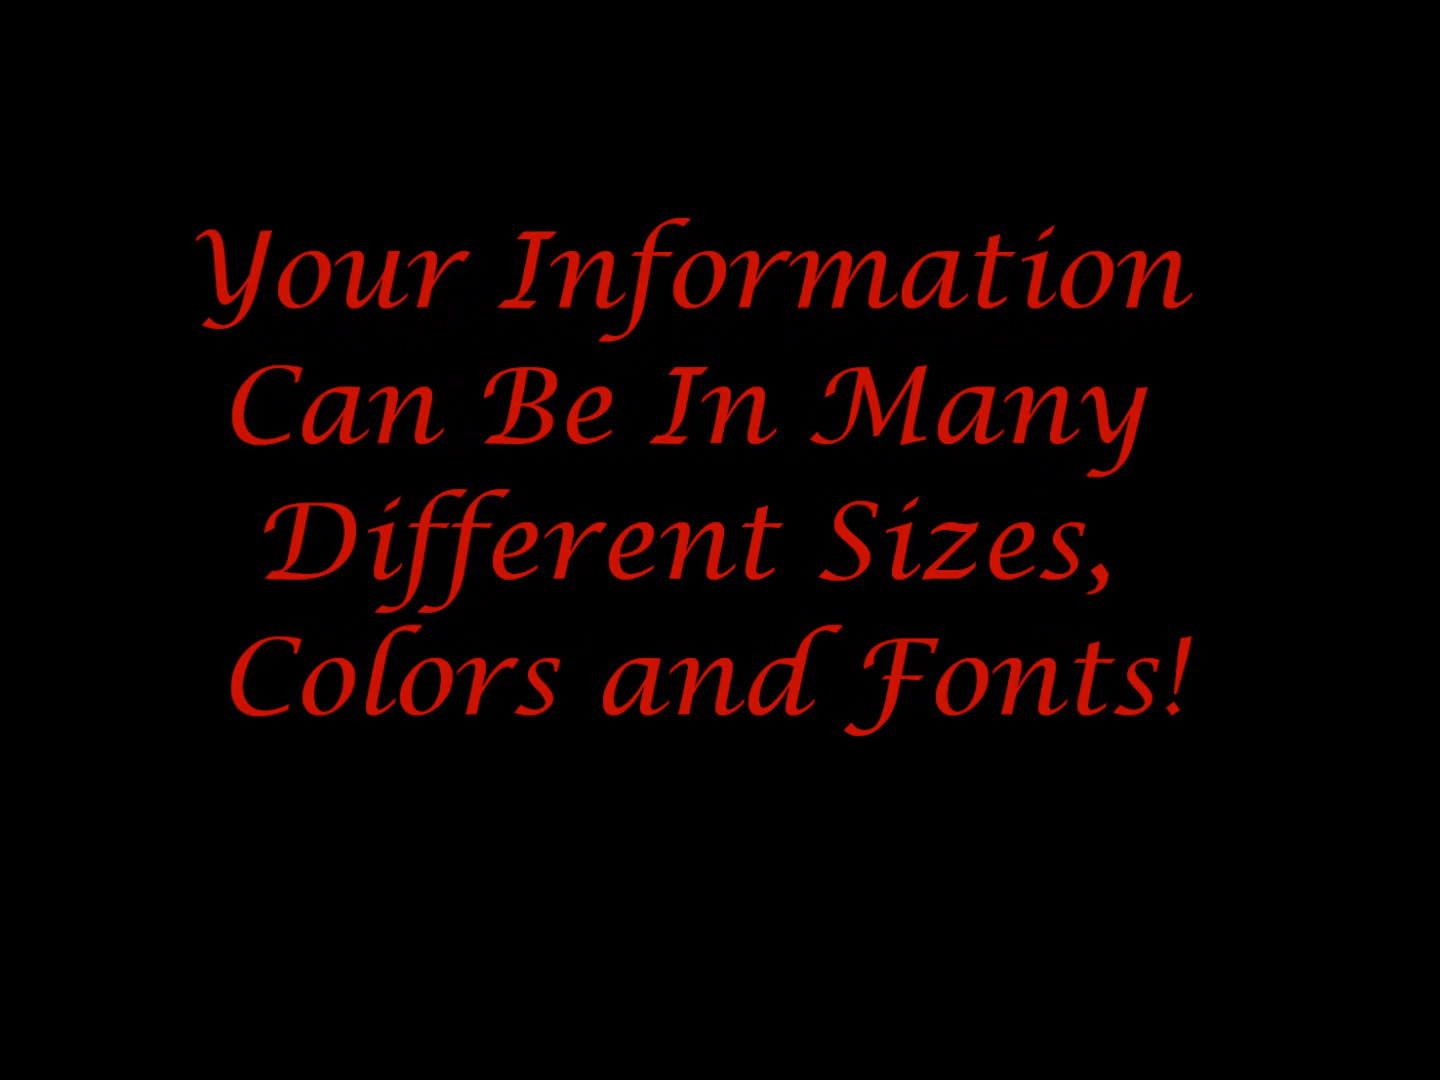 Your Information
Can Be In Many
Different Sizes,
Colors and Fonts!